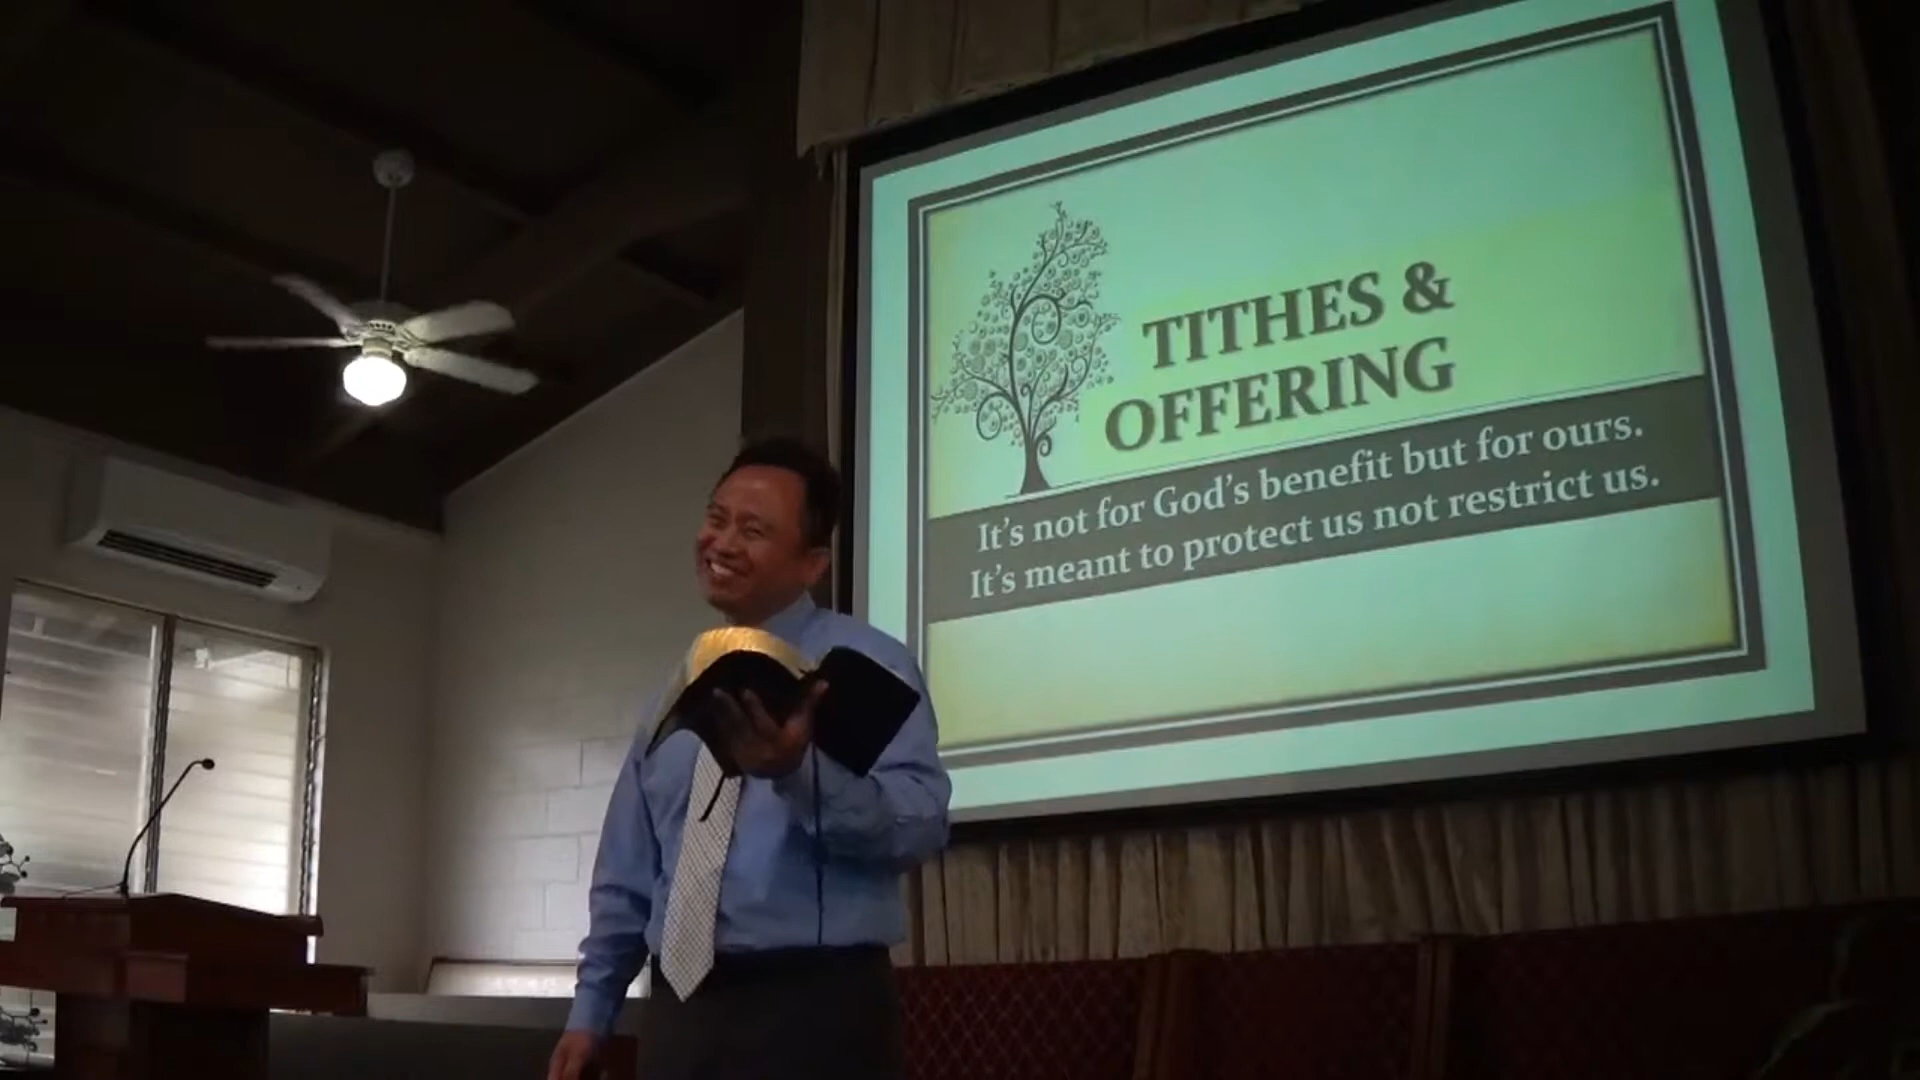 TITHES &
OFFERING
It's not for God's benefit but for ours.
It's meant to protect us not restrict us.